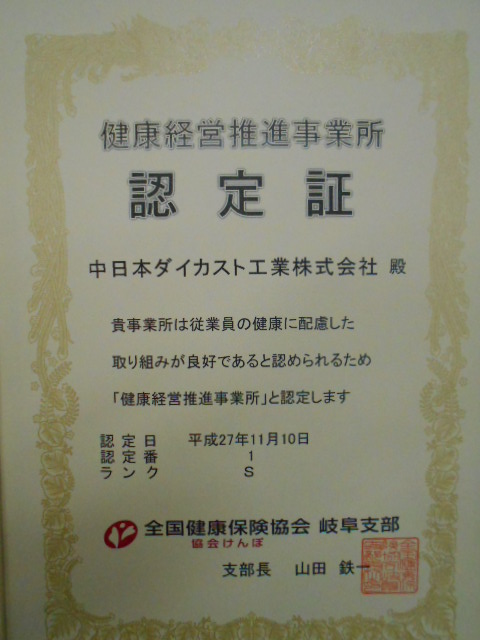 健康経営推進事業所
認定証
中日本ダイカスト工業株式会社 殿
貴事業所は従業員の健康に配慮した
取り組みが良好であると認められるため
「健康経営推進事業所」と認定します
認定日 平成27年11月10日
認定番 1
ランク S
全国健康保険協会 岐阜支部
協会けんぽ
支部長 山田 鉄一